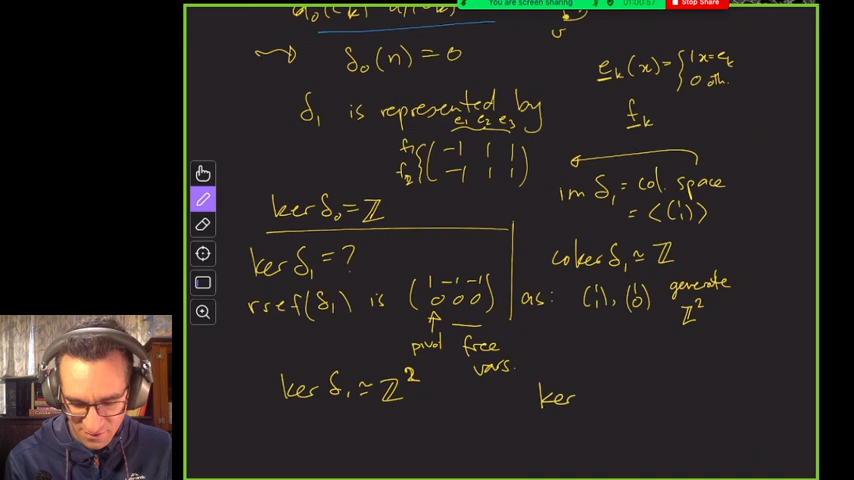 You are screen sharing
01:00:57
Stop Share
v
δ₀(n) = 0
e_k(x) = { 1 x = e_k
0 oth.
f_k
δ₁ is represented by
e₁ e₂ e₃
f₁ ( -1 1 1
f₂ -1 1 1 )
im δ₁ = col. space
= <(1 1)>
ker δ₀ = ℤ
ker δ₁ = ?
rref(δ₁) is ( 1 -1 -1
0 0 0 )
pivot free
vars.
ker δ₁ ≃ ℤ²
coker δ₁ ≃ ℤ
as: (1 1), (1 0) generate
ℤ²
ker